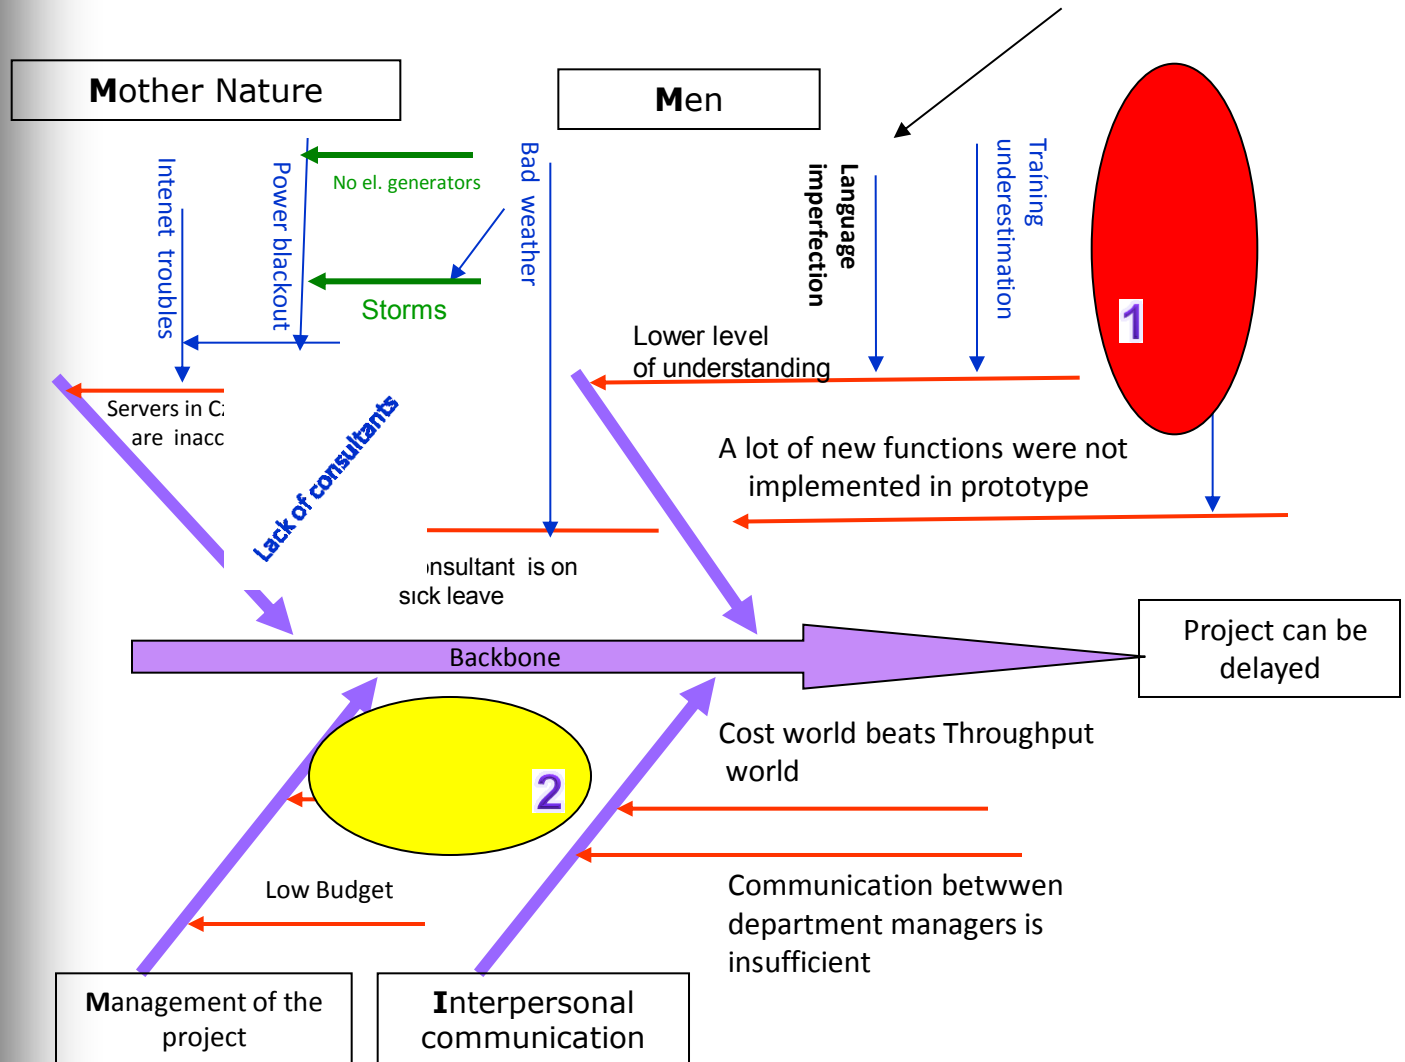 Mother Nature
Men
Intenet troubles
Power blackout
No el. generators
Storms
Bad weather
Language
imperfection
Traíning
underestimation
1
Lower level
of understanding
Servers in
are
Lack of consultants
A lot of new functions were not
implemented in prototype
is on
sick leave
Backbone
Project can be
delayed
2
Cost world beats Throughput
world
Low Budget
Communication betwwen
department managers is
insufficient
Management of the
project
Interpersonal
communication